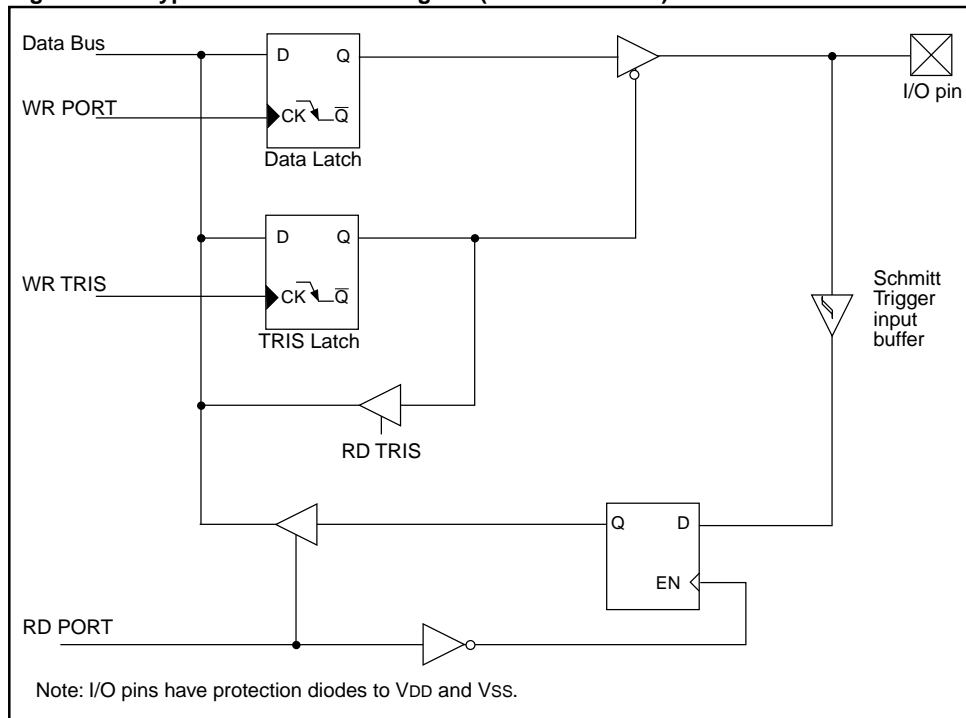 Data Bus
D
Q
I/O pin
WR PORT
CK
Q̅
Data Latch
D
Q
WR TRIS
CK
Q̅
TRIS Latch
Schmitt
Trigger
input
buffer
RD TRIS
Q
D
EN
RD PORT
Note: I/O pins have protection diodes to VDD and VSS.